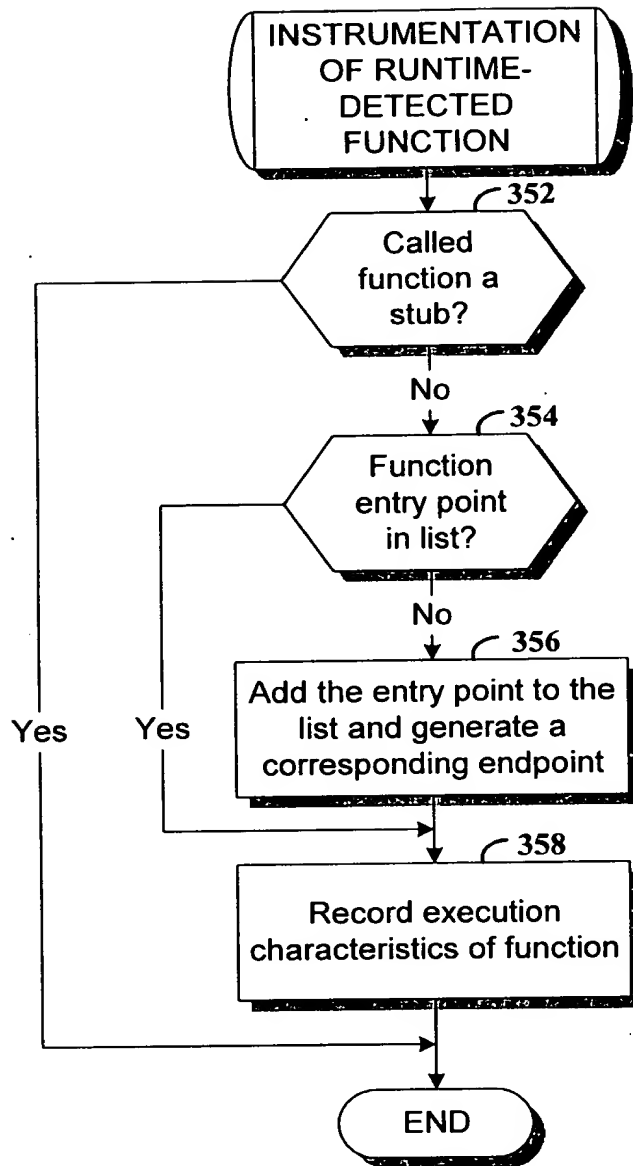 INSTRUMENTATION
OF RUNTIME-
DETECTED
FUNCTION
352
Called
function a
stub?
No
354
Function
entry point
in list?
No
356
Add the entry point to the
list and generate a
corresponding endpoint
Yes
Yes
358
Record execution
characteristics of function
END